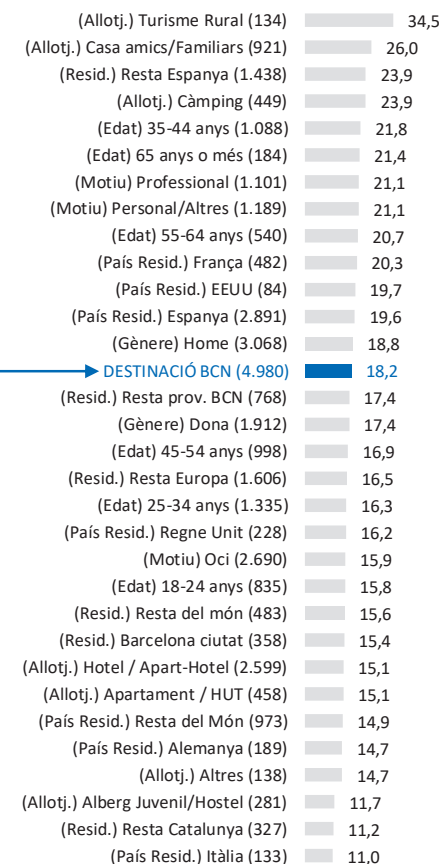 (Allotj.) Turisme Rural (134) 34,5
(Allotj.) Casa amics/Familiars (921) 26,0
(Resid.) Resta Espanya (1.438) 23,9
(Allotj.) Càmping (449) 23,9
(Edat) 35-44 anys (1.088) 21,8
(Edat) 65 anys o més (184) 21,4
(Motiu) Professional (1.101) 21,1
(Motiu) Personal/Altres (1.189) 21,1
(Edat) 55-64 anys (540) 20,7
(País Resid.) França (482) 20,3
(País Resid.) EEUU (84) 19,7
(País Resid.) Espanya (2.891) 19,6
(Gènere) Home (3.068) 18,8
DESTINACIÓ BCN (4.980) 18,2
(Resid.) Resta prov. BCN (768) 17,4
(Gènere) Dona (1.912) 17,4
(Edat) 45-54 anys (998) 16,9
(Resid.) Resta Europa (1.606) 16,5
(Edat) 25-34 anys (1.335) 16,3
(País Resid.) Regne Unit (228) 16,2
(Motiu) Oci (2.690) 15,9
(Edat) 18-24 anys (835) 15,8
(Resid.) Resta del món (483) 15,6
(Resid.) Barcelona ciutat (358) 15,4
(Allotj.) Hotel / Apart-Hotel (2.599) 15,1
(Allotj.) Apartament / HUT (458) 15,1
(País Resid.) Resta del Món (973) 14,9
(País Resid.) Alemanya (189) 14,7
(Allotj.) Altres (138) 14,7
(Allotj.) Alberg Juvenil/Hostel (281) 11,7
(Resid.) Resta Catalunya (327) 11,2
(País Resid.) Itàlia (133) 11,0